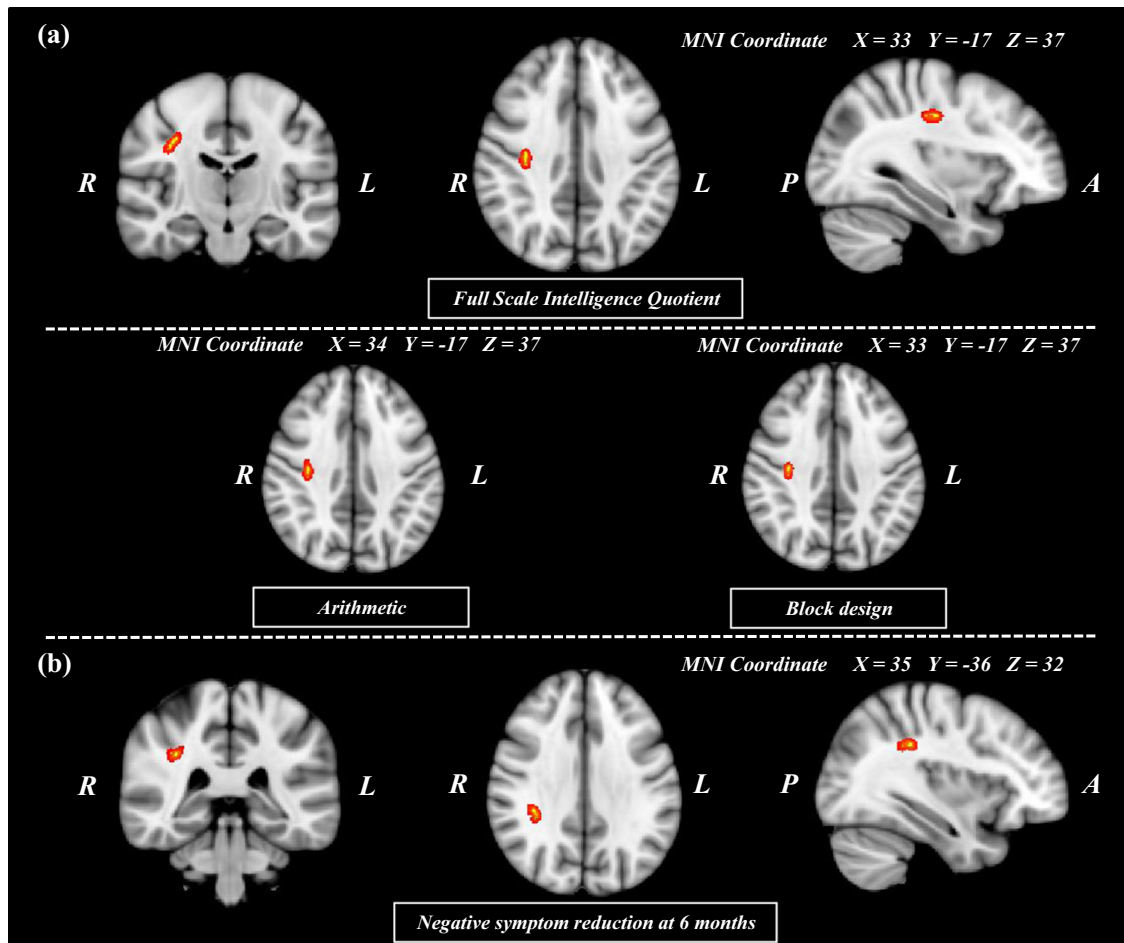 (a)
MNI Coordinate X = 33 Y = -17 Z = 37
R L R L P A
Full Scale Intelligence Quotient
MNI Coordinate X = 34 Y = -17 Z = 37
MNI Coordinate X = 33 Y = -17 Z = 37
R L R L
Arithmetic
Block design
(b)
MNI Coordinate X = 35 Y = -36 Z = 32
R L R L P A
Negative symptom reduction at 6 months